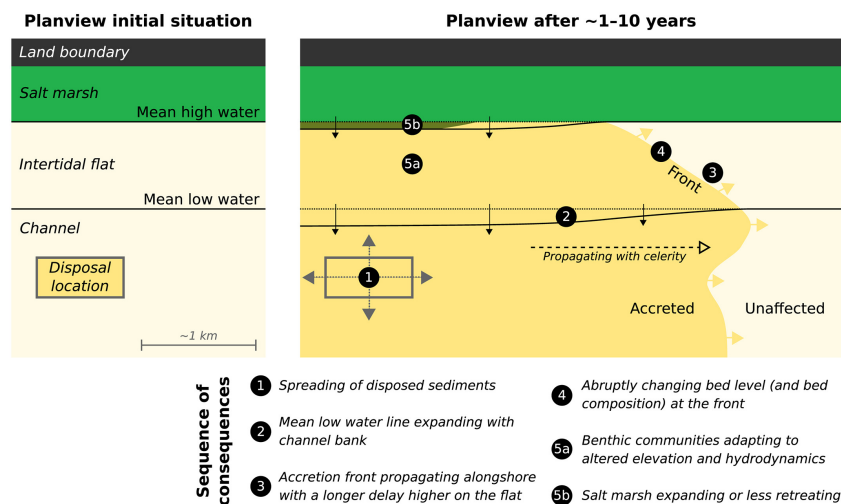 Planview initial situation
Planview after ~1–10 years
Land boundary
Salt marsh
Mean high water
Intertidal flat
Mean low water
Channel
Disposal
location
~1 km
5b
5a
4
3
Front
2
Propagating with celerity
1
Accreted
Unaffected
Sequence of
consequences
1 Spreading of disposed sediments
2 Mean low water line expanding with
channel bank
3 Accretion front propagating alongshore
with a longer delay higher on the flat
4 Abruptly changing bed level (and bed
composition) at the front
5a Benthic communities adapting to
altered elevation and hydrodynamics
5b Salt marsh expanding or less retreating